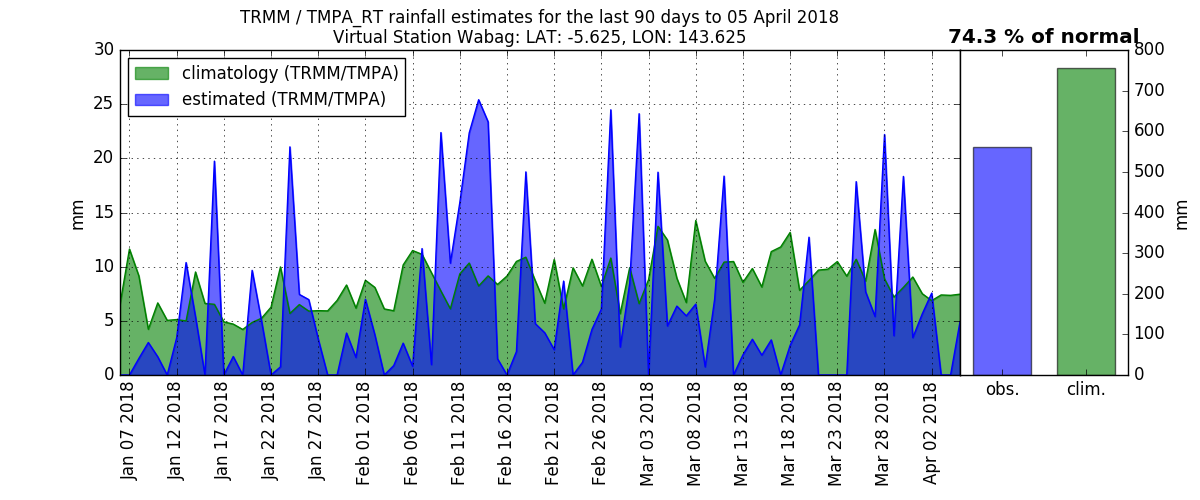 TRMM / TMPA_RT rainfall estimates for the last 90 days to 05 April 2018
Virtual Station Wabag: LAT: -5.625, LON: 143.625
74.3 % of normal
climatology (TRMM/TMPA)
estimated (TRMM/TMPA)
30
25
20
15
10
5
0
mm
Jan 07 2018
Jan 12 2018
Jan 17 2018
Jan 22 2018
Jan 27 2018
Feb 01 2018
Feb 06 2018
Feb 11 2018
Feb 16 2018
Feb 21 2018
Feb 26 2018
Mar 03 2018
Mar 08 2018
Mar 13 2018
Mar 18 2018
Mar 23 2018
Mar 28 2018
Apr 02 2018
obs.
clim.
800
700
600
500
400
300
200
100
0
mm